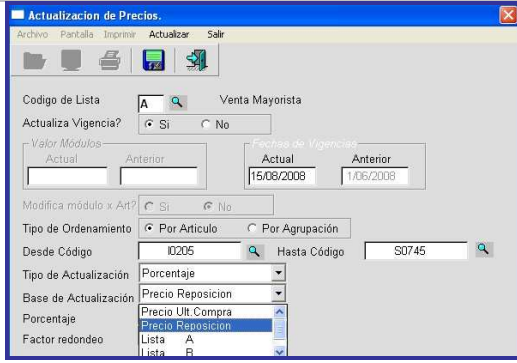 Actualizacion de Precios.
Archivo Pantalla Imprimir Actualizar Salir
Codigo de Lista A Venta Mayorista
Actualiza Vigencia? Si No
Valor Módulos Fechas de Vigencias
Actual Anterior Actual Anterior
15/08/2008 1/06/2008
Modifica módulo x Art? Si No
Tipo de Ordenamiento Por Articulo Por Agrupación
Desde Código I0205 Hasta Código S0745
Tipo de Actualización Porcentaje
Base de Actualización Precio Reposicion
Precio Ult.Compra
Porcentaje Precio Reposicion
Factor redondeo Lista A
Lista B